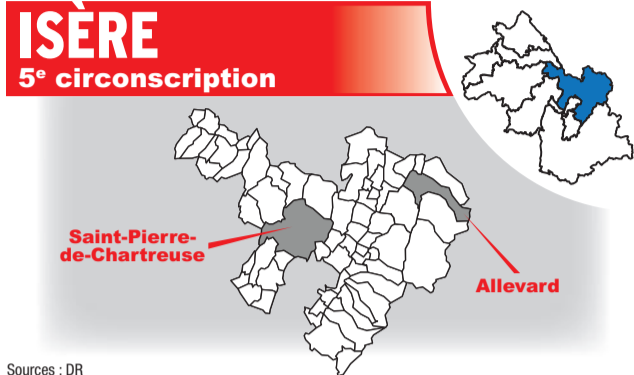 ISÈRE
5e circonscription
Saint-Pierre-
de-Chartreuse
Allevard
Sources : DR